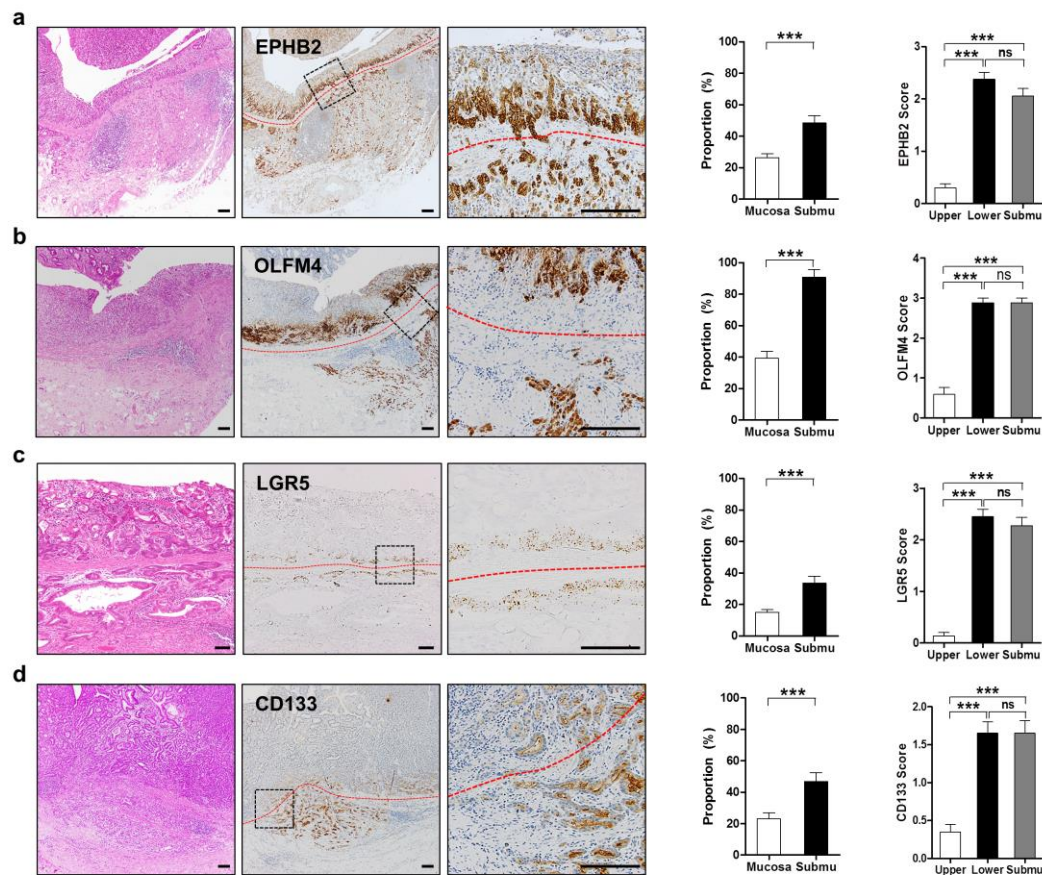 a
EPHB2
Proportion (%)
100
80
60
40
20
0
***
Mucosa Submu
EPHB2 Score
3
2
1
0
***
*** ns
Upper Lower Submu
b
OLFM4
Proportion (%)
100
80
60
40
20
0
***
Mucosa Submu
OLFM4 Score
4
3
2
1
0
***
*** ns
Upper Lower Submu
c
LGR5
Proportion (%)
100
80
60
40
20
0
***
Mucosa Submu
LGR5 Score
3
2
1
0
***
*** ns
Upper Lower Submu
d
CD133
Proportion (%)
100
80
60
40
20
0
***
Mucosa Submu
CD133 Score
2.0
1.5
1.0
0.5
0.0
***
*** ns
Upper Lower Submu